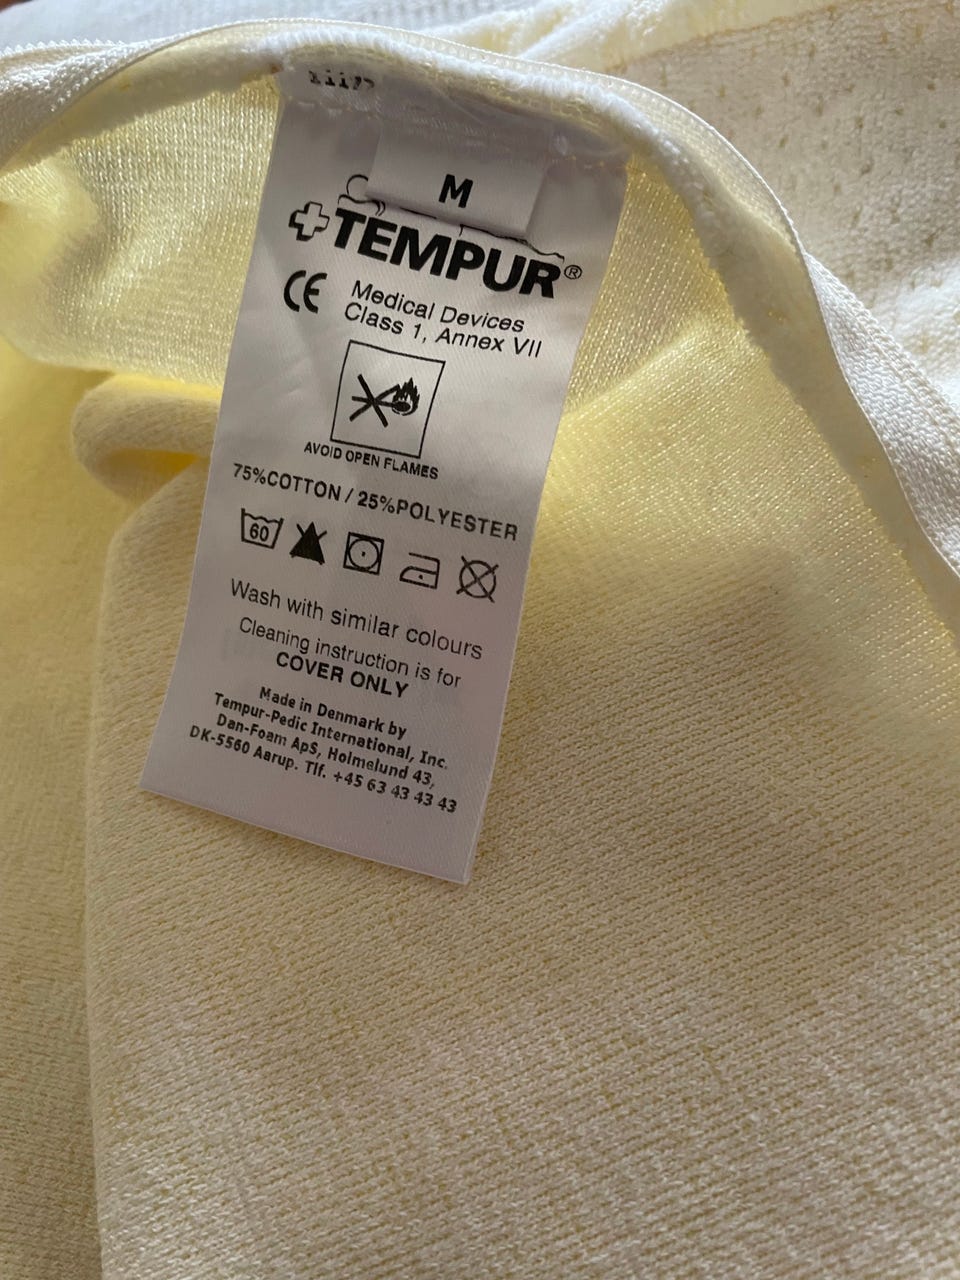 M
TEMPUR®
CE Medical Devices
Class 1, Annex VII
AVOID OPEN FLAMES
75%COTTON / 25%POLYESTER
60
Wash with similar colours
Cleaning instruction is for
COVER ONLY
Made in Denmark by
Tempur-Pedic International, Inc.
Dan-Foam ApS, Holmelund 43,
DK-5560 Aarup. Tlf. +45 63 43 43 43